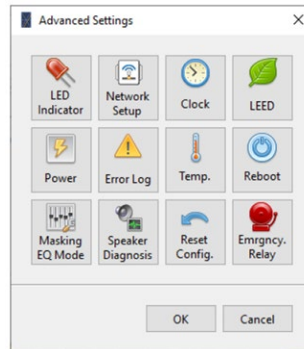 Advanced Settings
LED
Indicator
Network
Setup
Clock
LEED
Power
Error Log
Temp.
Reboot
Masking
EQ Mode
Speaker
Diagnosis
Reset
Config.
Emrgncy.
Relay
OK
Cancel